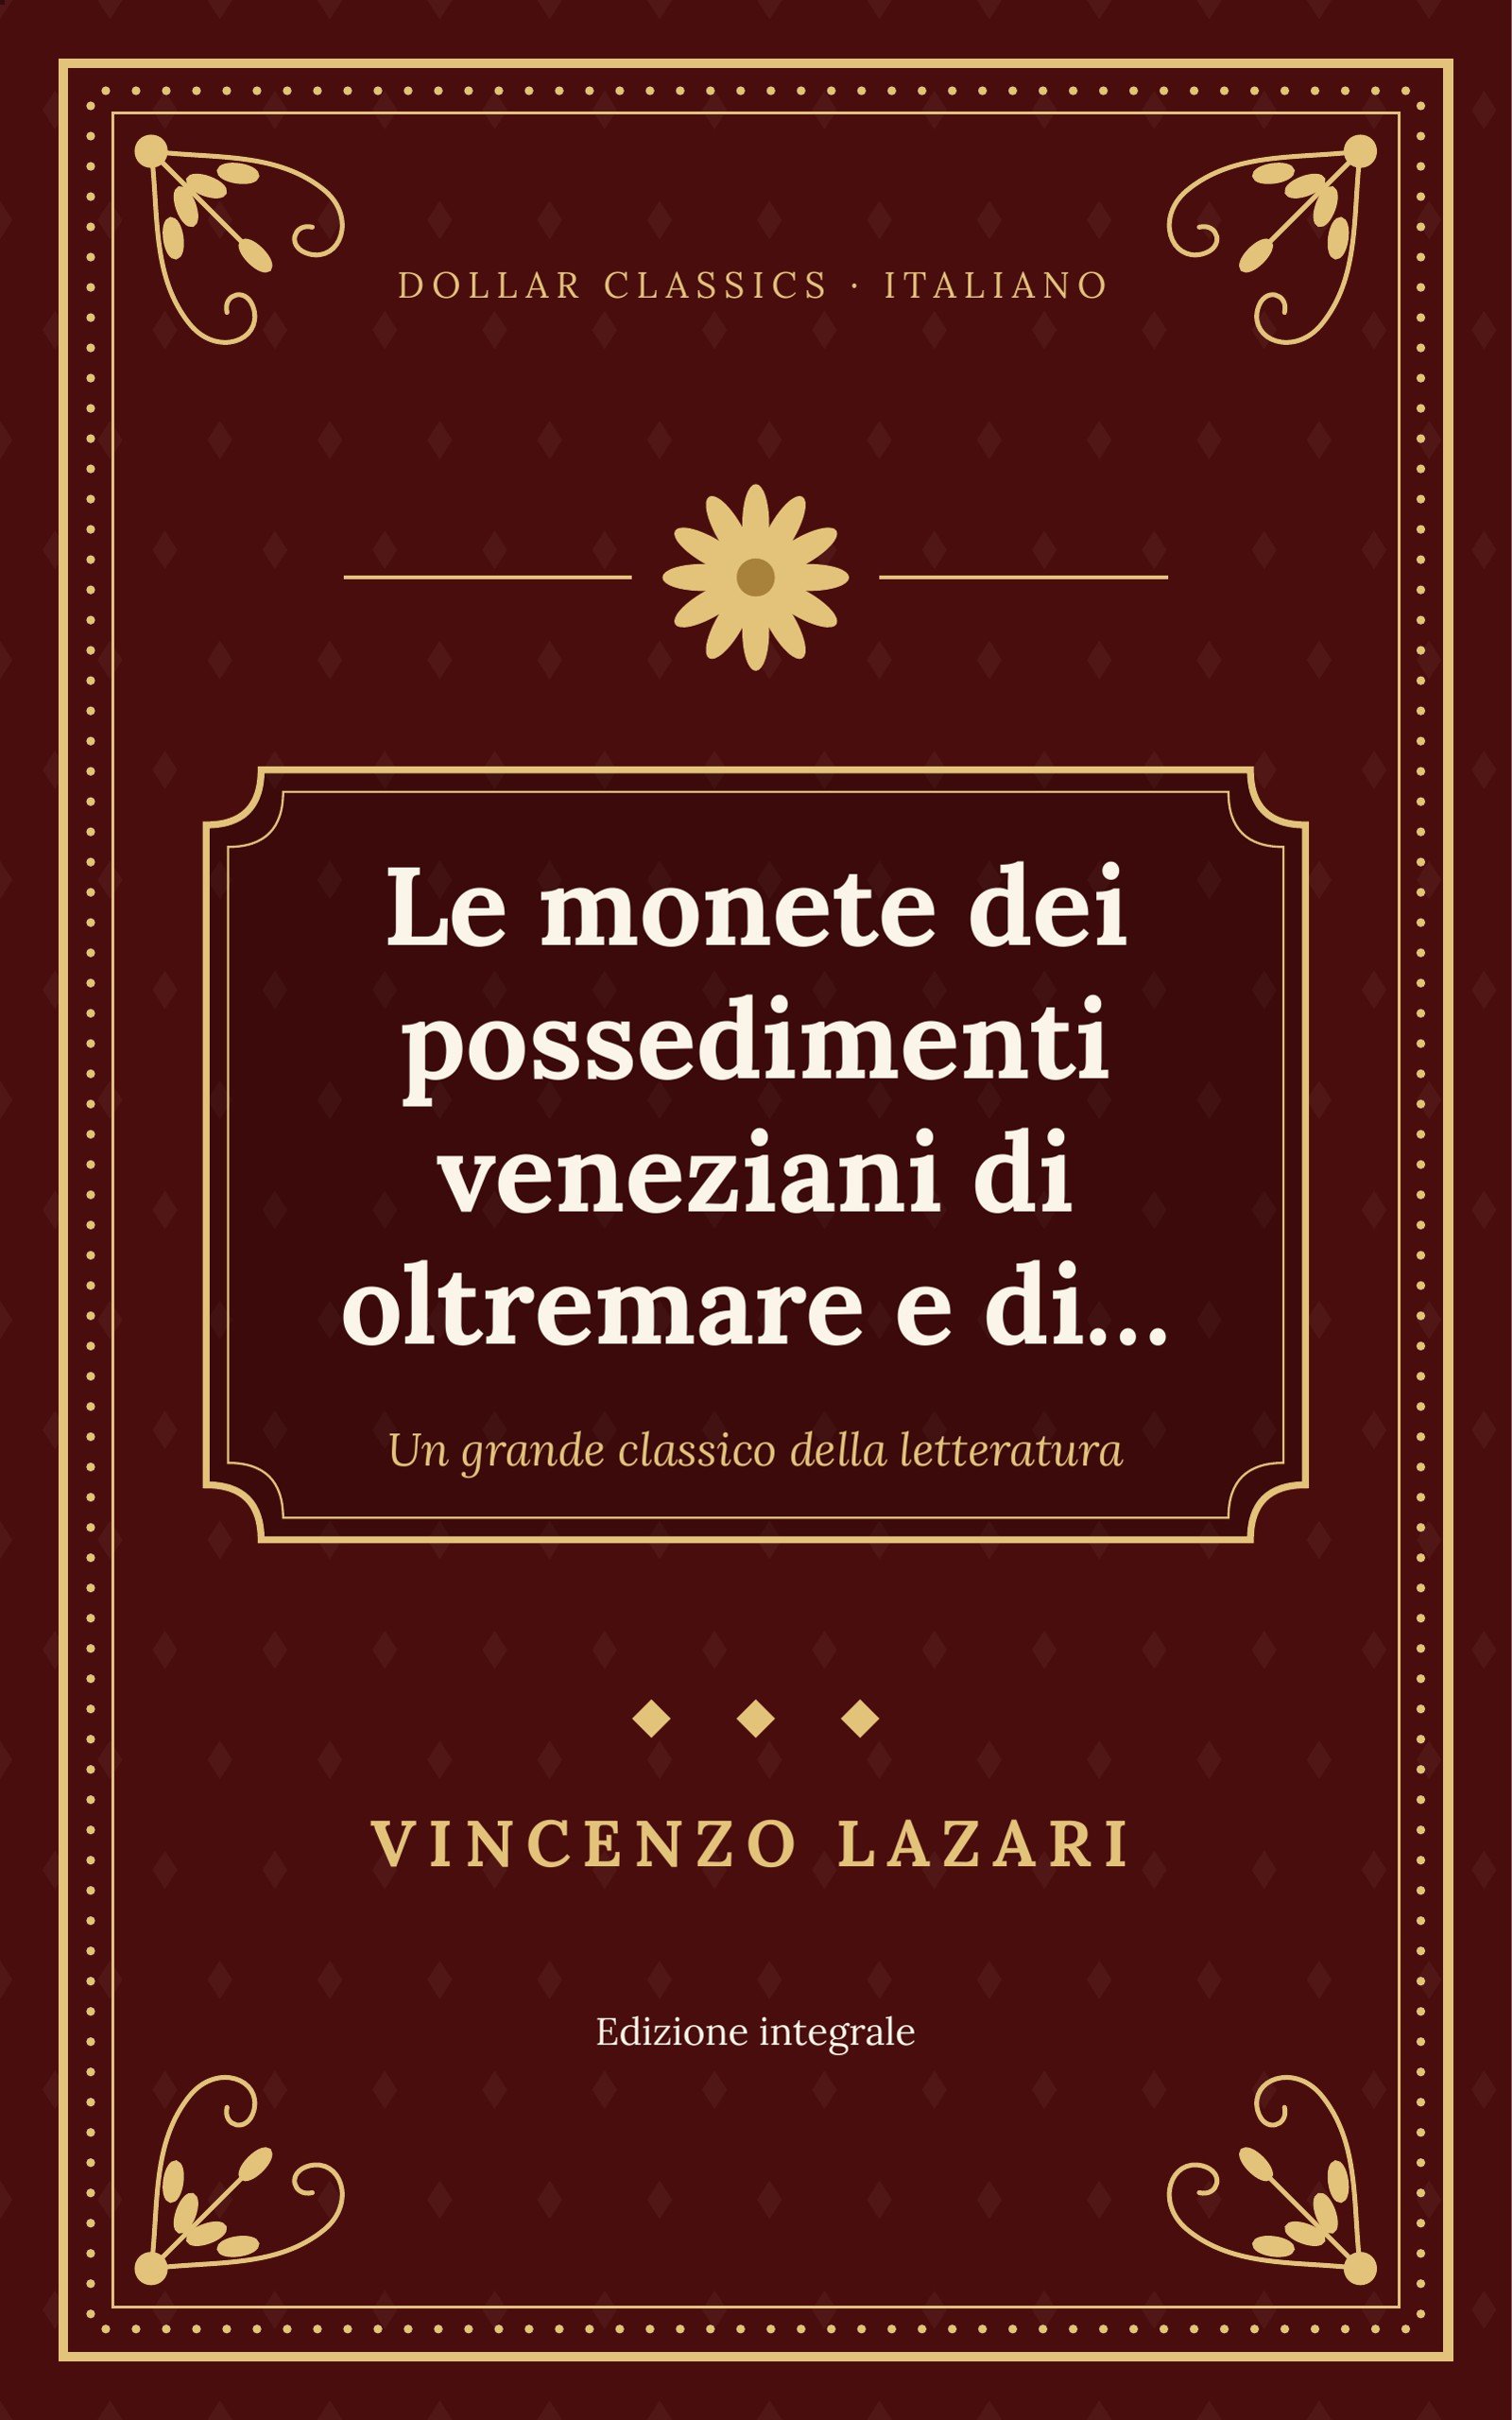 DOLLAR CLASSICS · ITALIANO
Le monete dei
possedimenti
veneziani di
oltremare e di...
Un grande classico della letteratura
VINCENZO LAZARI
Edizione integrale